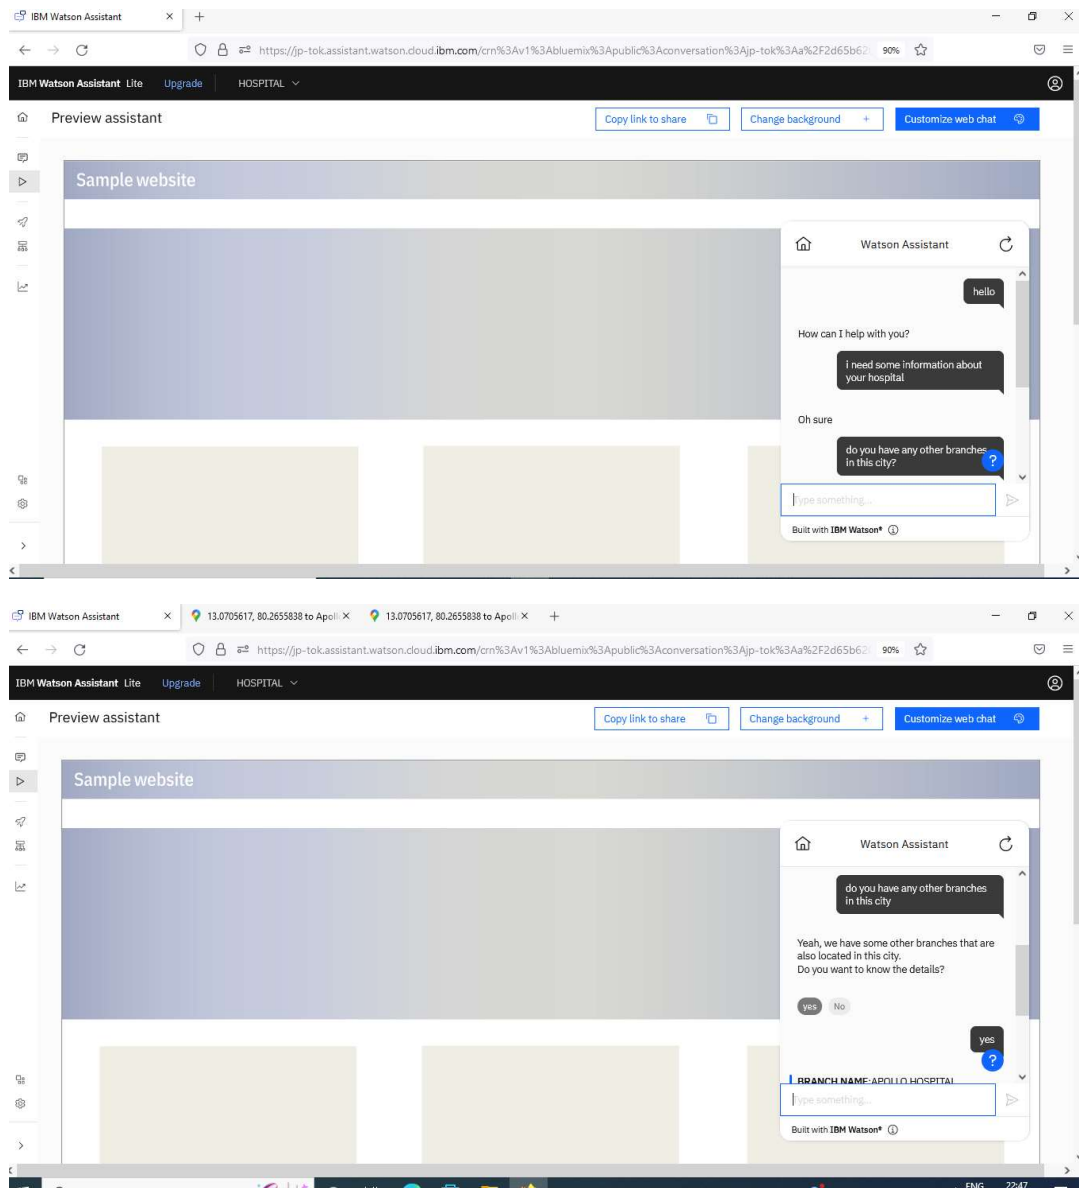 IBM Watson Assistant
https://jp-tok.assistant.watson.cloud.ibm.com/crn%3Av1%3Abluemix%3Apublic%3Aconversation%3Ajp-tok%3Aa%2F2d65b62 90%
IBM Watson Assistant Lite Upgrade HOSPITAL
Preview assistant Copy link to share Change background + Customize web chat
Sample website
Watson Assistant
hello
How can I help with you?
i need some information about
your hospital
Oh sure
do you have any other branches
in this city?
?
Type something...
Built with IBM Watson®
IBM Watson Assistant 13.0705617, 80.2655838 to Apoll 13.0705617, 80.2655838 to Apoll
https://jp-tok.assistant.watson.cloud.ibm.com/crn%3Av1%3Abluemix%3Apublic%3Aconversation%3Ajp-tok%3Aa%2F2d65b62 90%
IBM Watson Assistant Lite Upgrade HOSPITAL
Preview assistant Copy link to share Change background + Customize web chat
Sample website
Watson Assistant
do you have any other branches
in this city
Yeah, we have some other branches that are
also located in this city.
Do you want to know the details?
yes No
yes
?
BRANCH NAME:APOLLO HOSPITAL
Type something...
Built with IBM Watson®
ENG 22:47